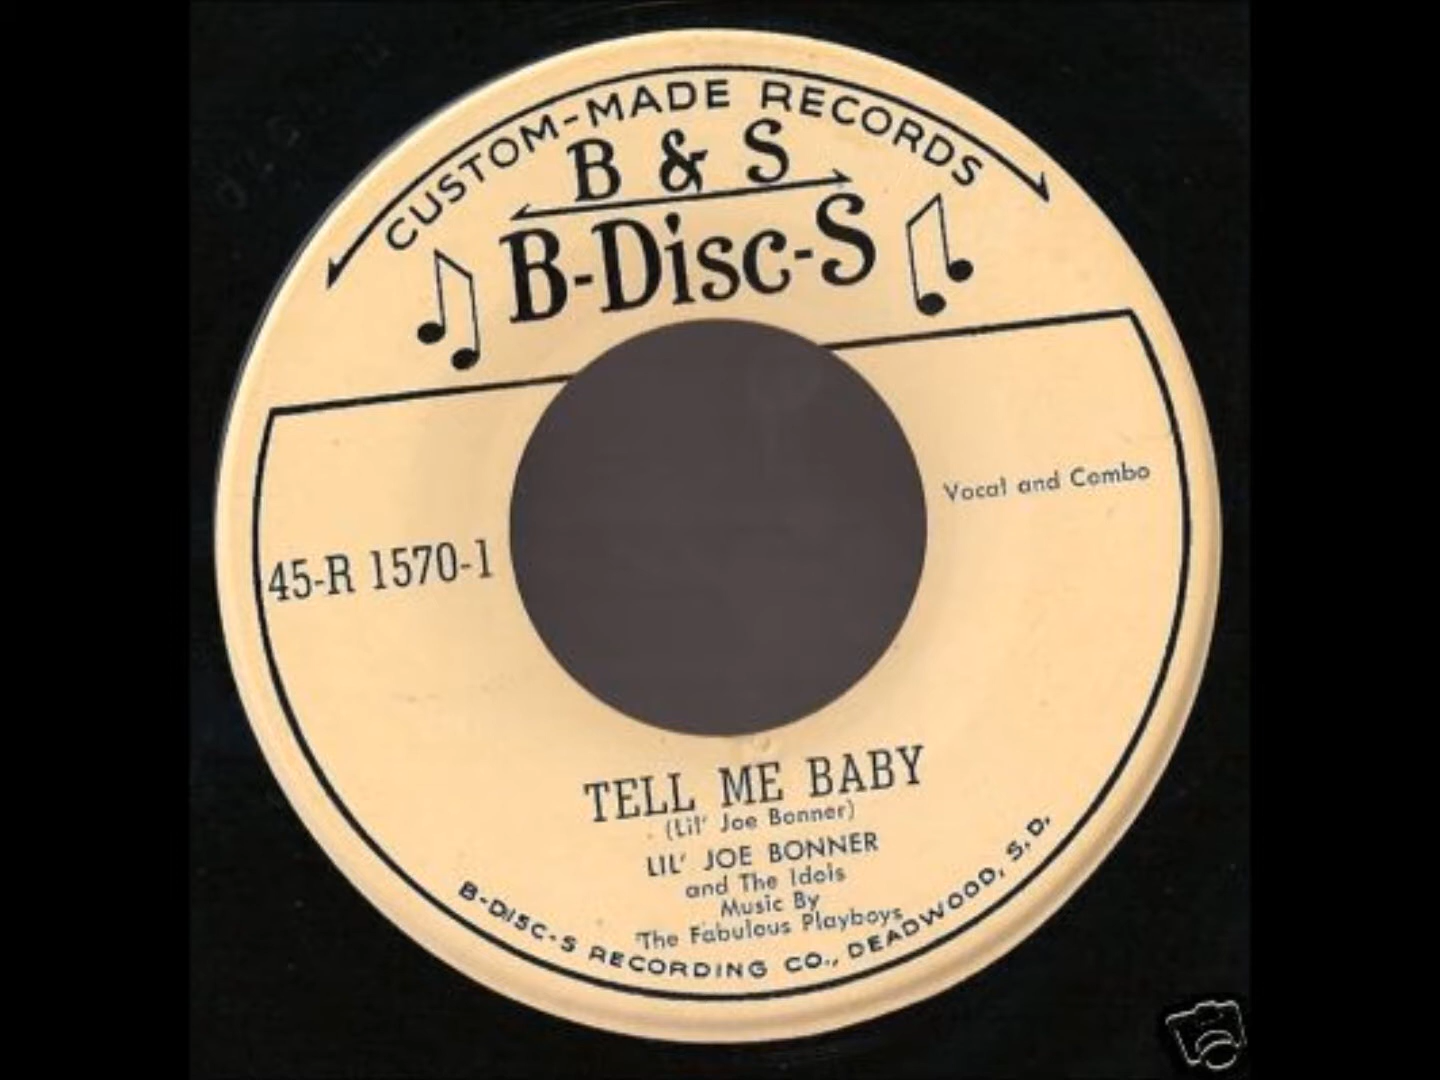 CUSTOM-MADE RECORDS
B & S
B-Disc-S
Vocal and Combo
45-R 1570-1
TELL ME BABY
(Lil' Joe Bonner)
LIL' JOE BONNER
and The Idols
Music By
The Fabulous Playboys
B-DISC-S RECORDING CO., DEADWOOD, S.D.